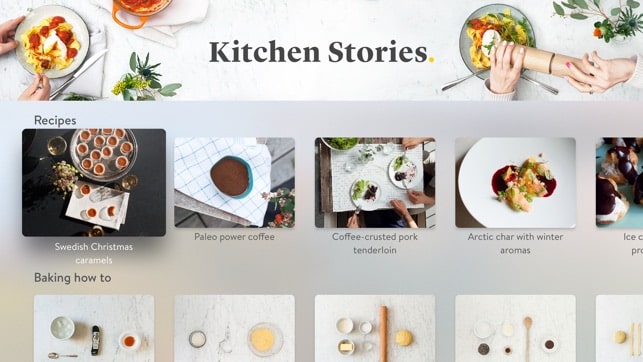 Kitchen Stories.
Recipes
Swedish Christmas
caramels
Paleo power coffee
Coffee-crusted pork
tenderloin
Arctic char with winter
aromas
Ice c
pro
Baking how to